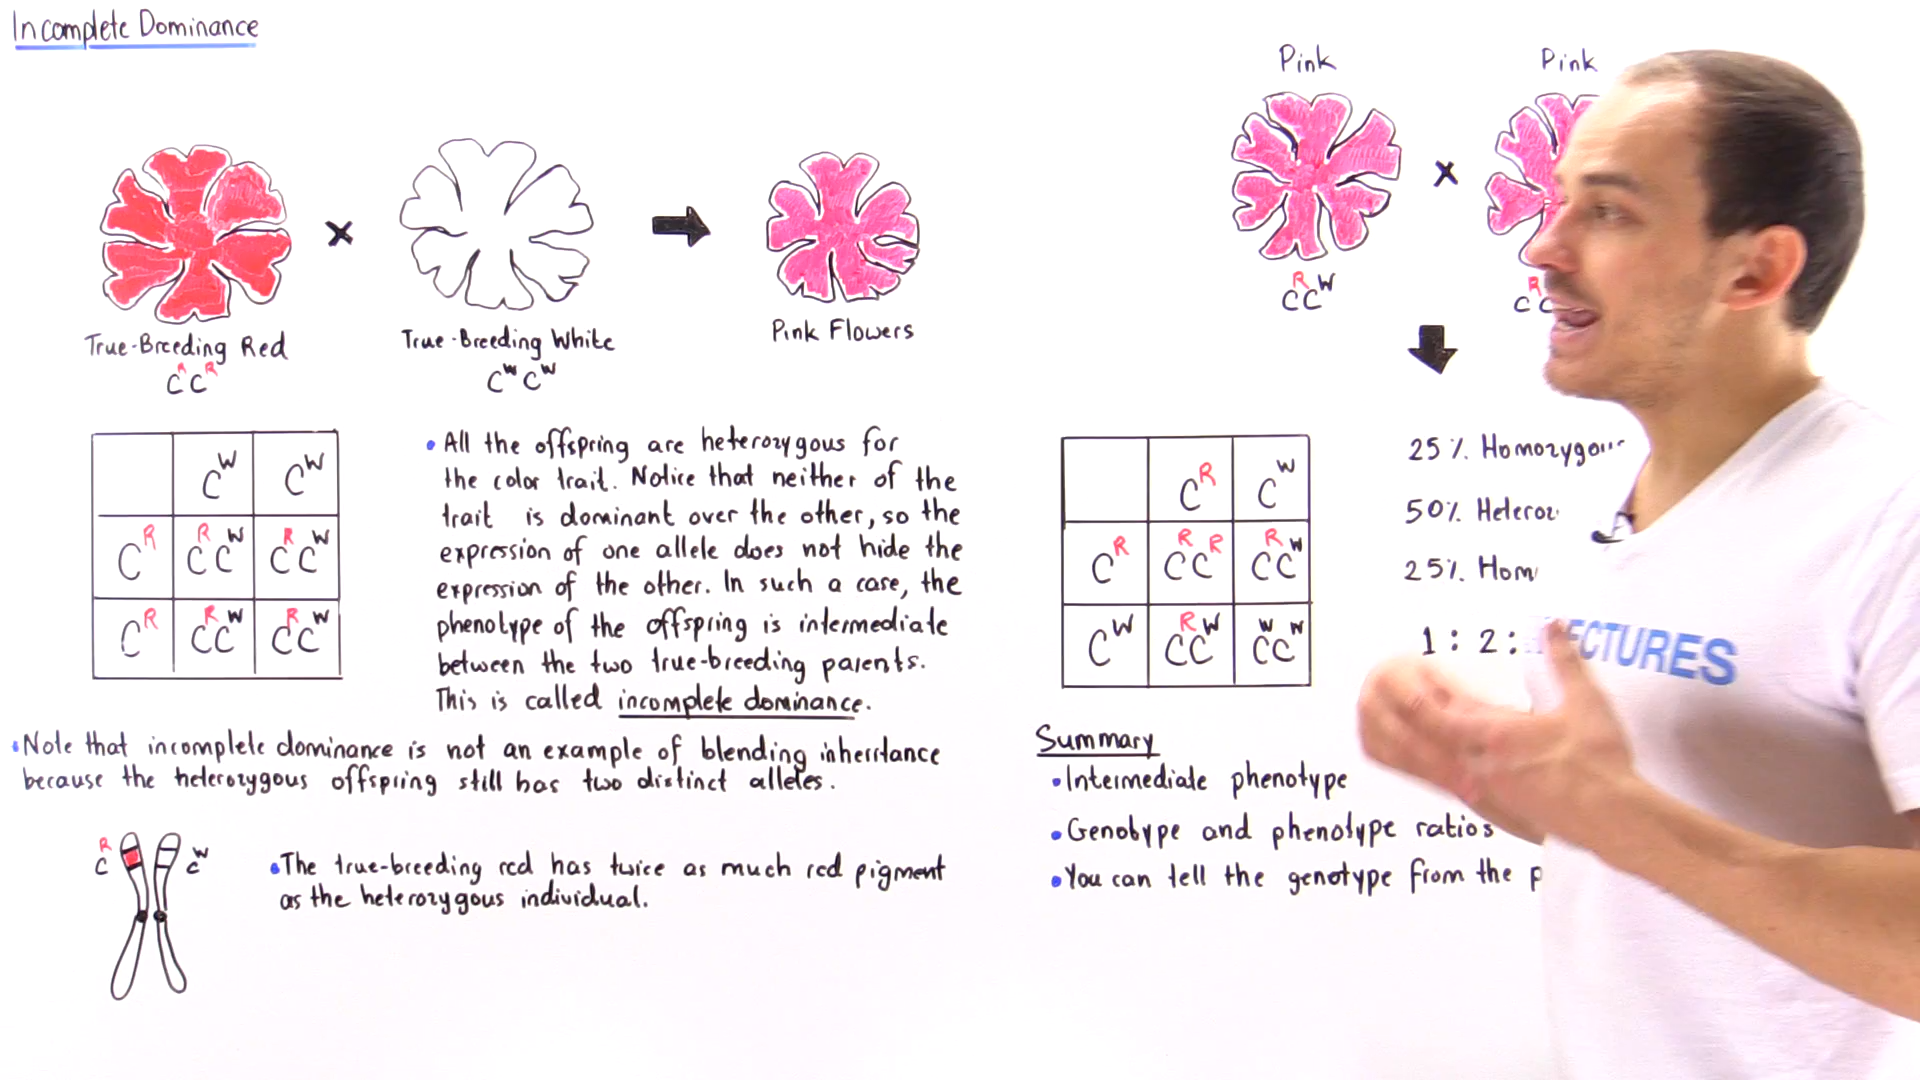 Incomplete Dominance
True-Breeding Red
C^R C^R
True-Breeding White
C^W C^W
Pink Flowers
C^W C^W
C^R C^R C^W C^R C^W
C^R C^R C^W C^R C^W
• All the offspring are heterozygous for
the color trait. Notice that neither of the
trait is dominant over the other, so the
expression of one allele does not hide the
expression of the other. In such a case, the
phenotype of the offspring is intermediate
between the two true-breeding parents.
This is called incomplete dominance.
• Note that incomplete dominance is not an example of blending inheritance
because the heterozygous offspring still has two distinct alleles.
C^R C^W
• The true-breeding red has twice as much red pigment
as the heterozygous individual.
Pink Pink
C^R C^W C^R C
C^R C^W
C^R C^R C^R C^R C^W
C^W C^R C^W C^W C^W
25%
50%
25%
1 : 2 :
Summary
• Intermediate phenotype
• Genotype and phenotype ratios
• You can tell the genotype from the
LECTURES